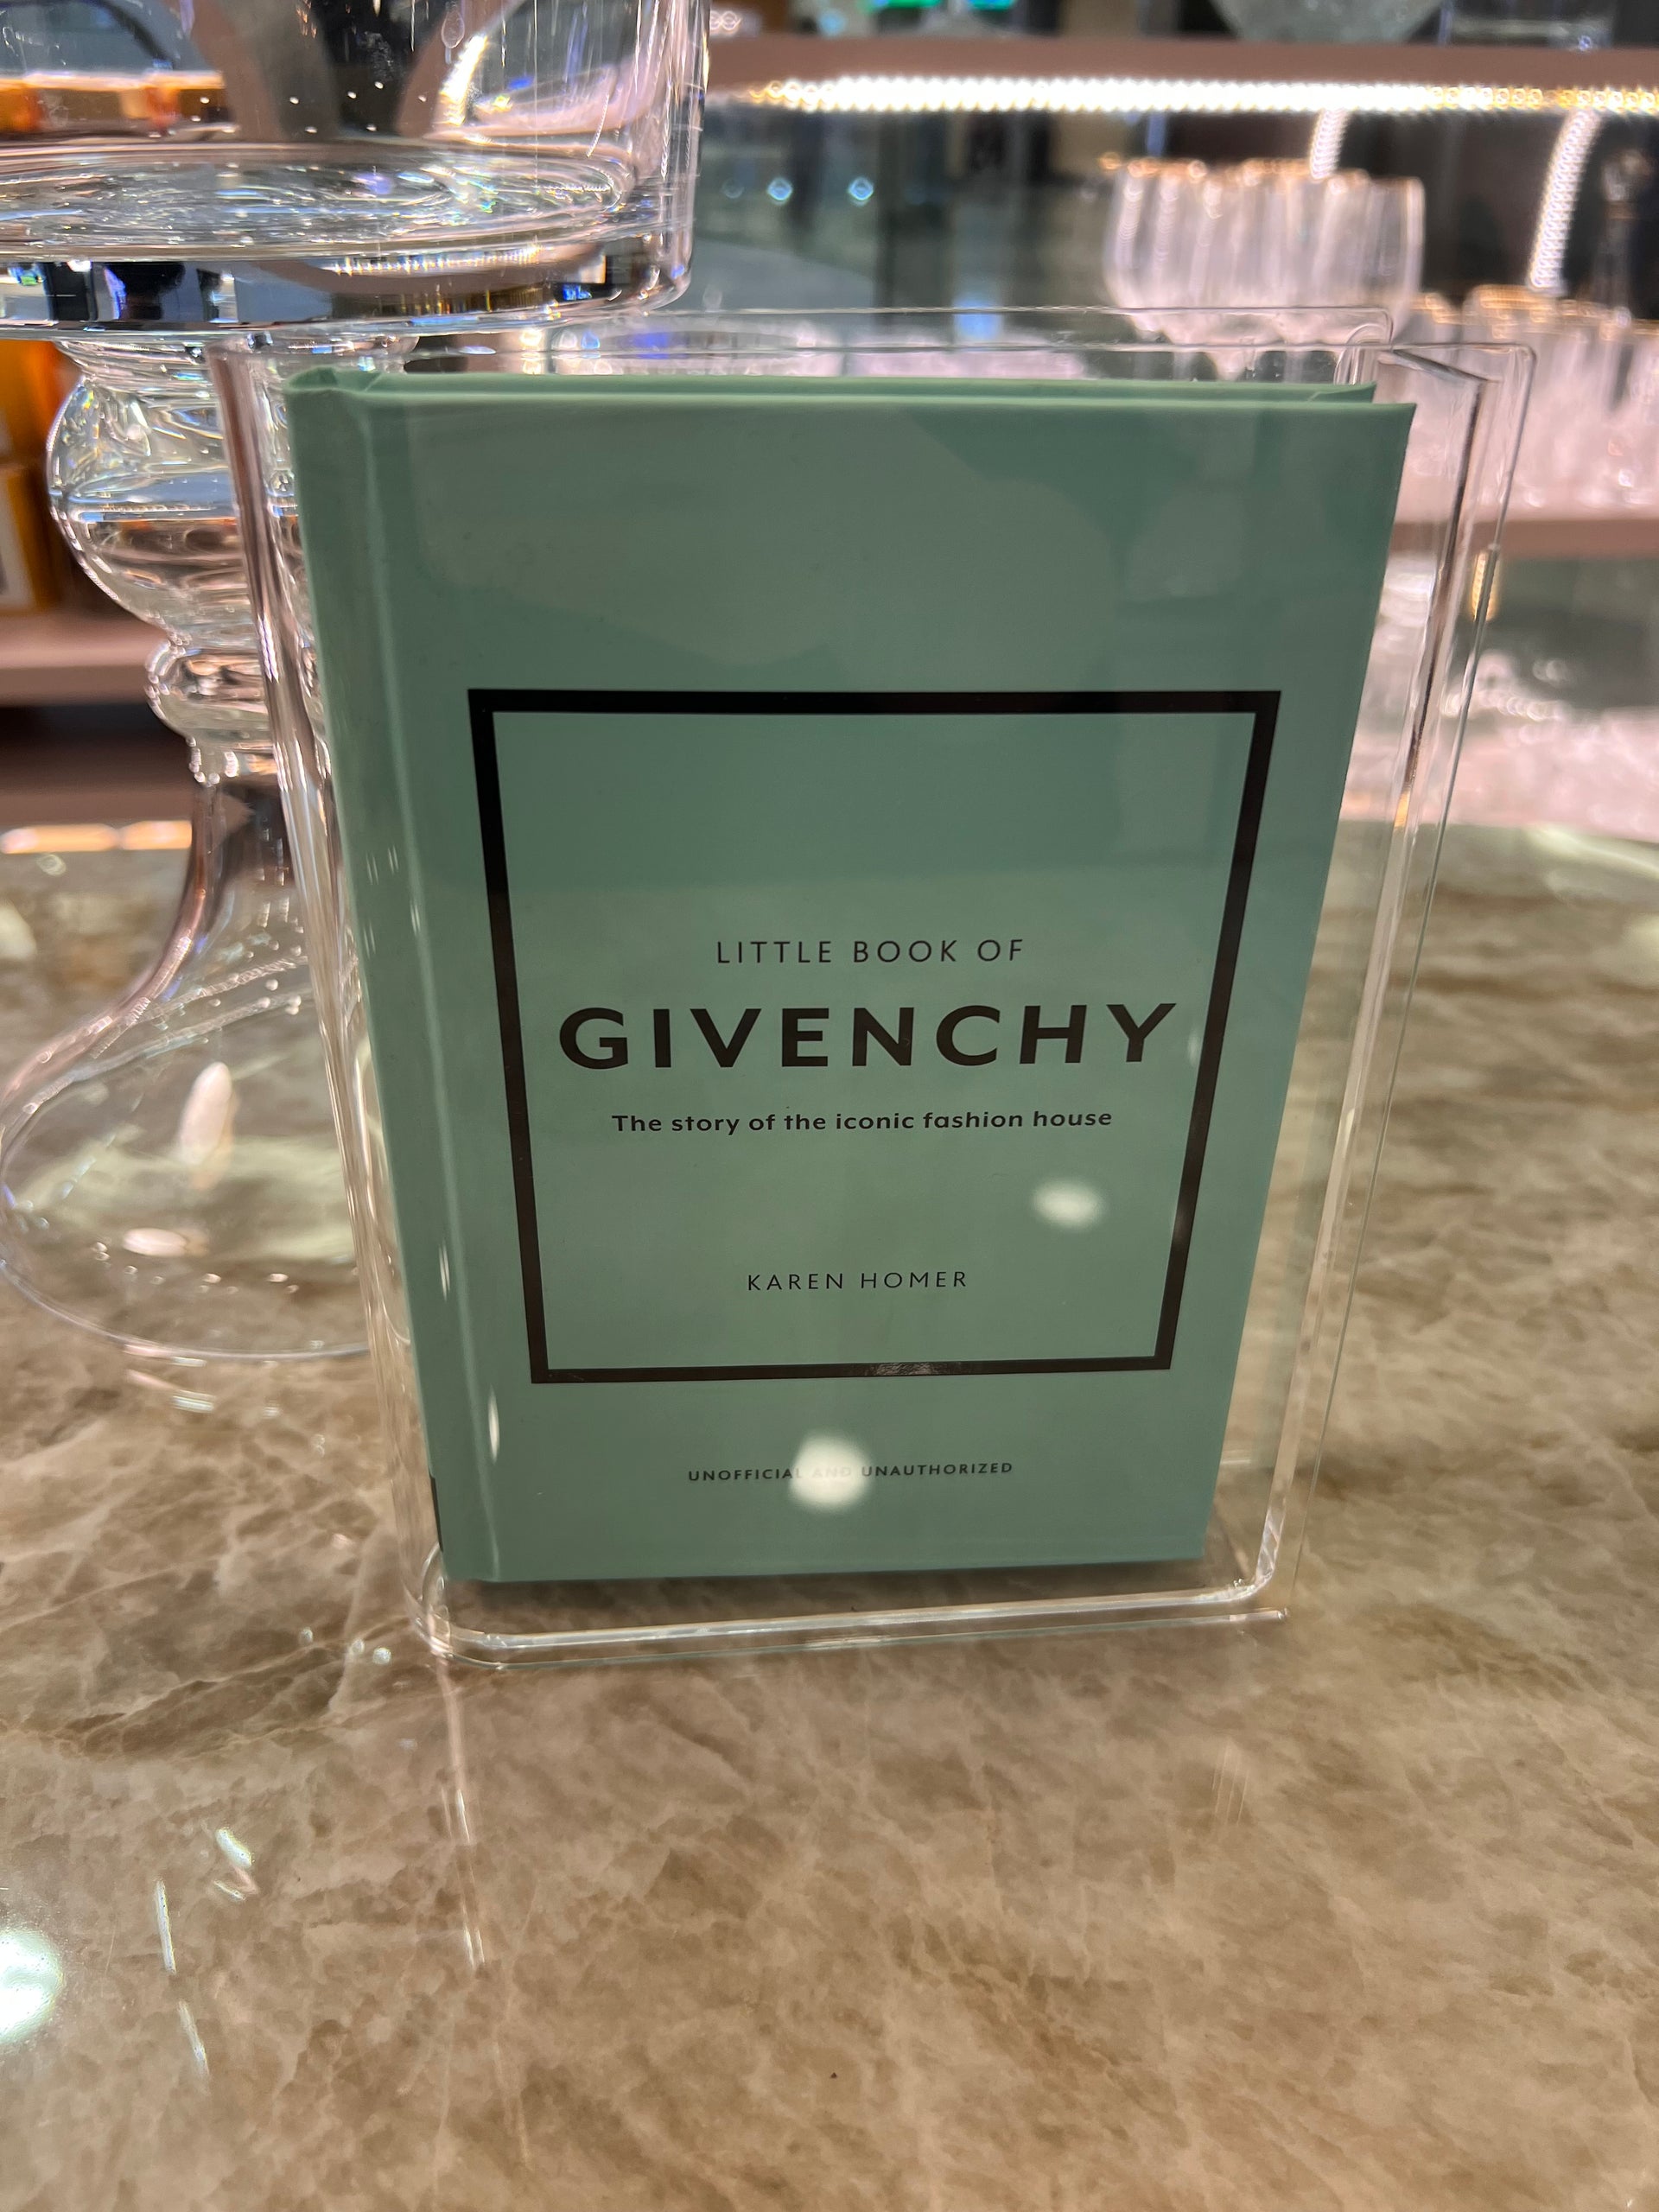 LITTLE BOOK OF
GIVENCHY
The story of the iconic fashion house
KAREN HOMER
UNOFFICIAL AND UNAUTHORIZED